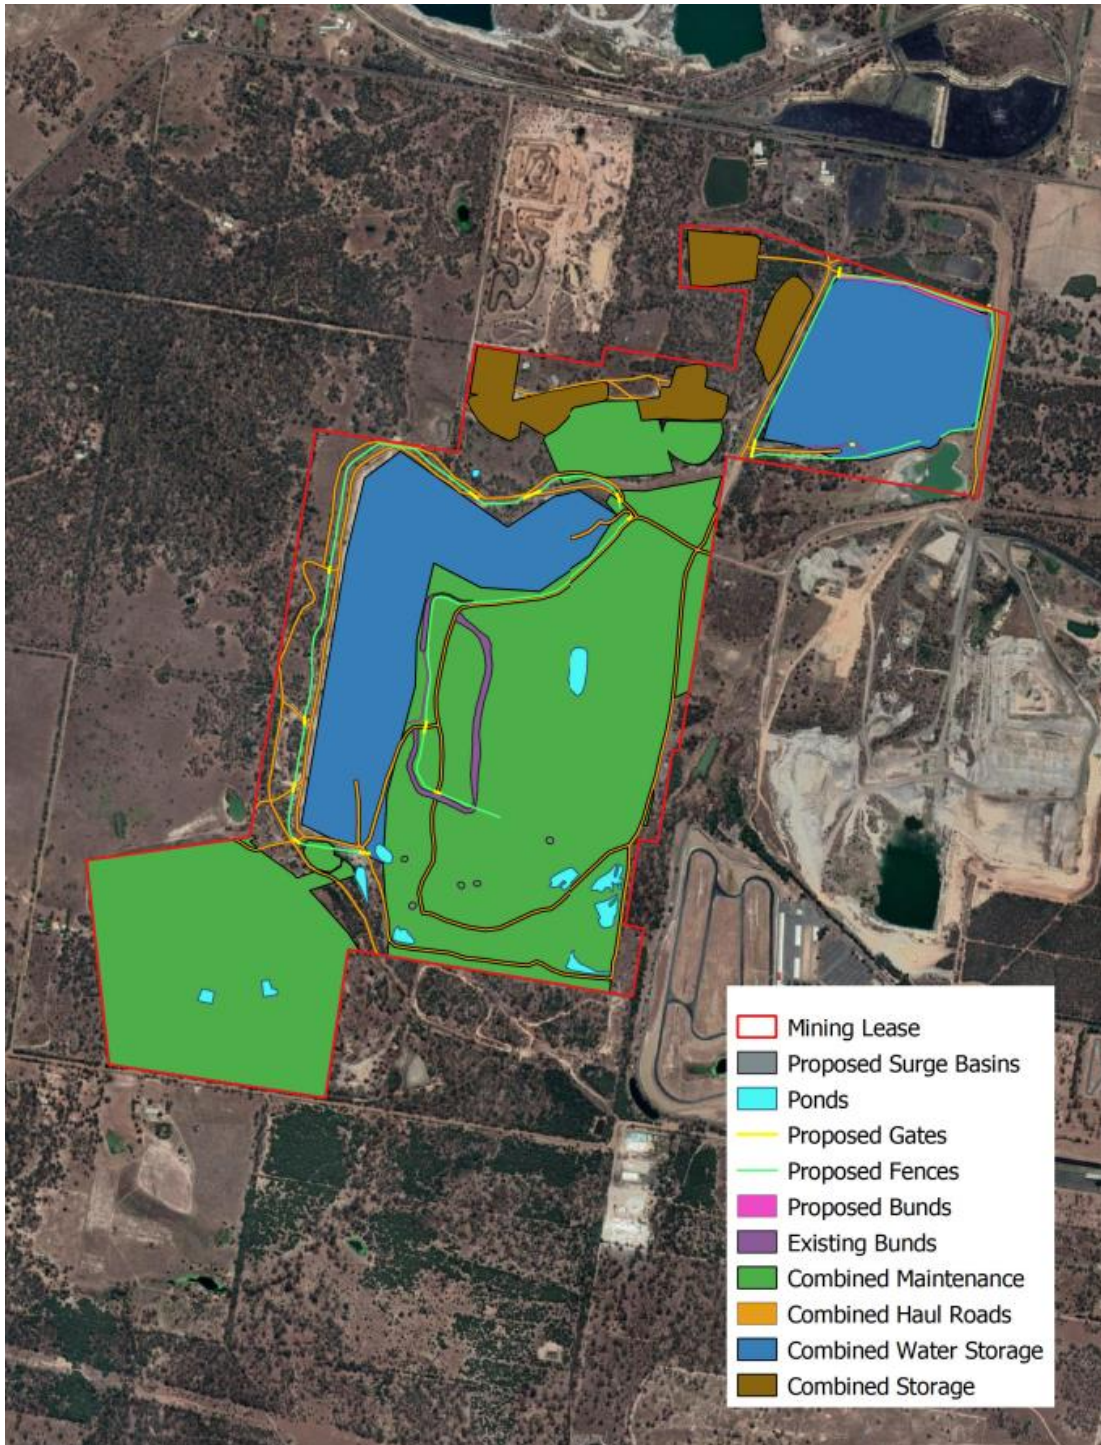 Mining Lease
Proposed Surge Basins
Ponds
Proposed Gates
Proposed Fences
Proposed Bunds
Existing Bunds
Combined Maintenance
Combined Haul Roads
Combined Water Storage
Combined Storage